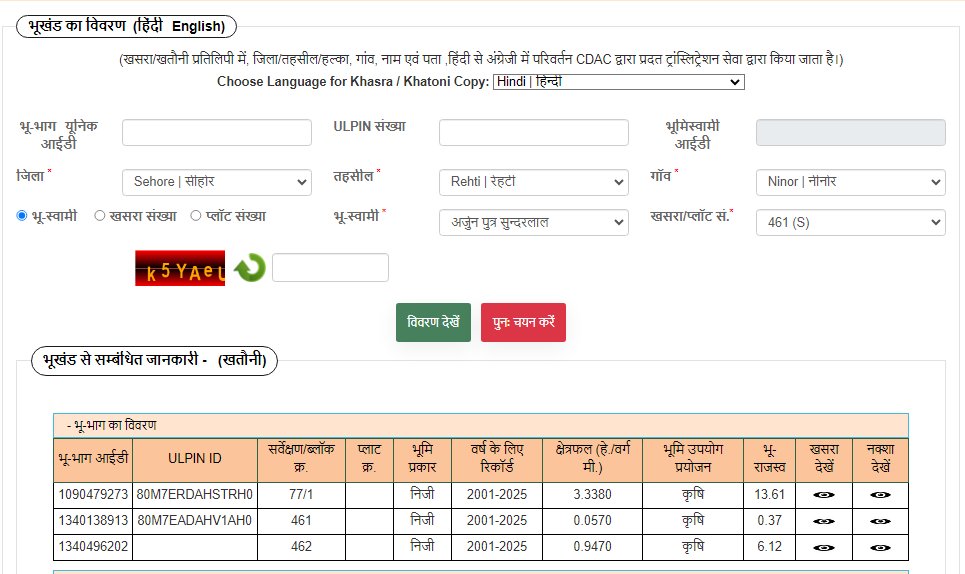 भूखंड का विवरण (हिंदी English)
(खसरा/खतौनी प्रतिलिपी में, जिला/तहसील/हल्का, गांव, नाम एवं पता ,हिंदी से अंग्रेजी में परिवर्तन CDAC द्वारा प्रदत ट्रांस्लिट्रेशन सेवा द्वारा किया जाता है।)
Choose Language for Khasra / Khatoni Copy: Hindi | हिन्दी
भू-भाग यूनिक आईडी ULPIN संख्या भूमिस्वामी आईडी
जिला * Sehore | सीहोर तहसील * Rehti | रेहटी गाँव * Ninor | नीनोर
भू-स्वामी खसरा संख्या प्लॉट संख्या भू-स्वामी * अर्जुन पुत्र सुन्दरलाल खसरा/प्लॉट सं.* 461 (S)
विवरण देखें पुनः चयन करें
भूखंड से सम्बंधित जानकारी - (खतौनी)
- भू-भाग का विवरण
भू-भाग आईडी ULPIN ID सर्वेक्षण/ब्लॉक क्र. प्लाट क्र. भूमि प्रकार वर्ष के लिए रिकॉर्ड क्षेत्रफल (हे./वर्ग मी.) भूमि उपयोग प्रयोजन भू-राजस्व खसरा देखें नक्शा देखें
1090479273 80M7ERDAHSTRH0 77/1 निजी 2001-2025 3.3380 कृषि 13.61
1340138913 80M7EADAHV1AH0 461 निजी 2001-2025 0.0570 कृषि 0.37
1340496202 462 निजी 2001-2025 0.9470 कृषि 6.12